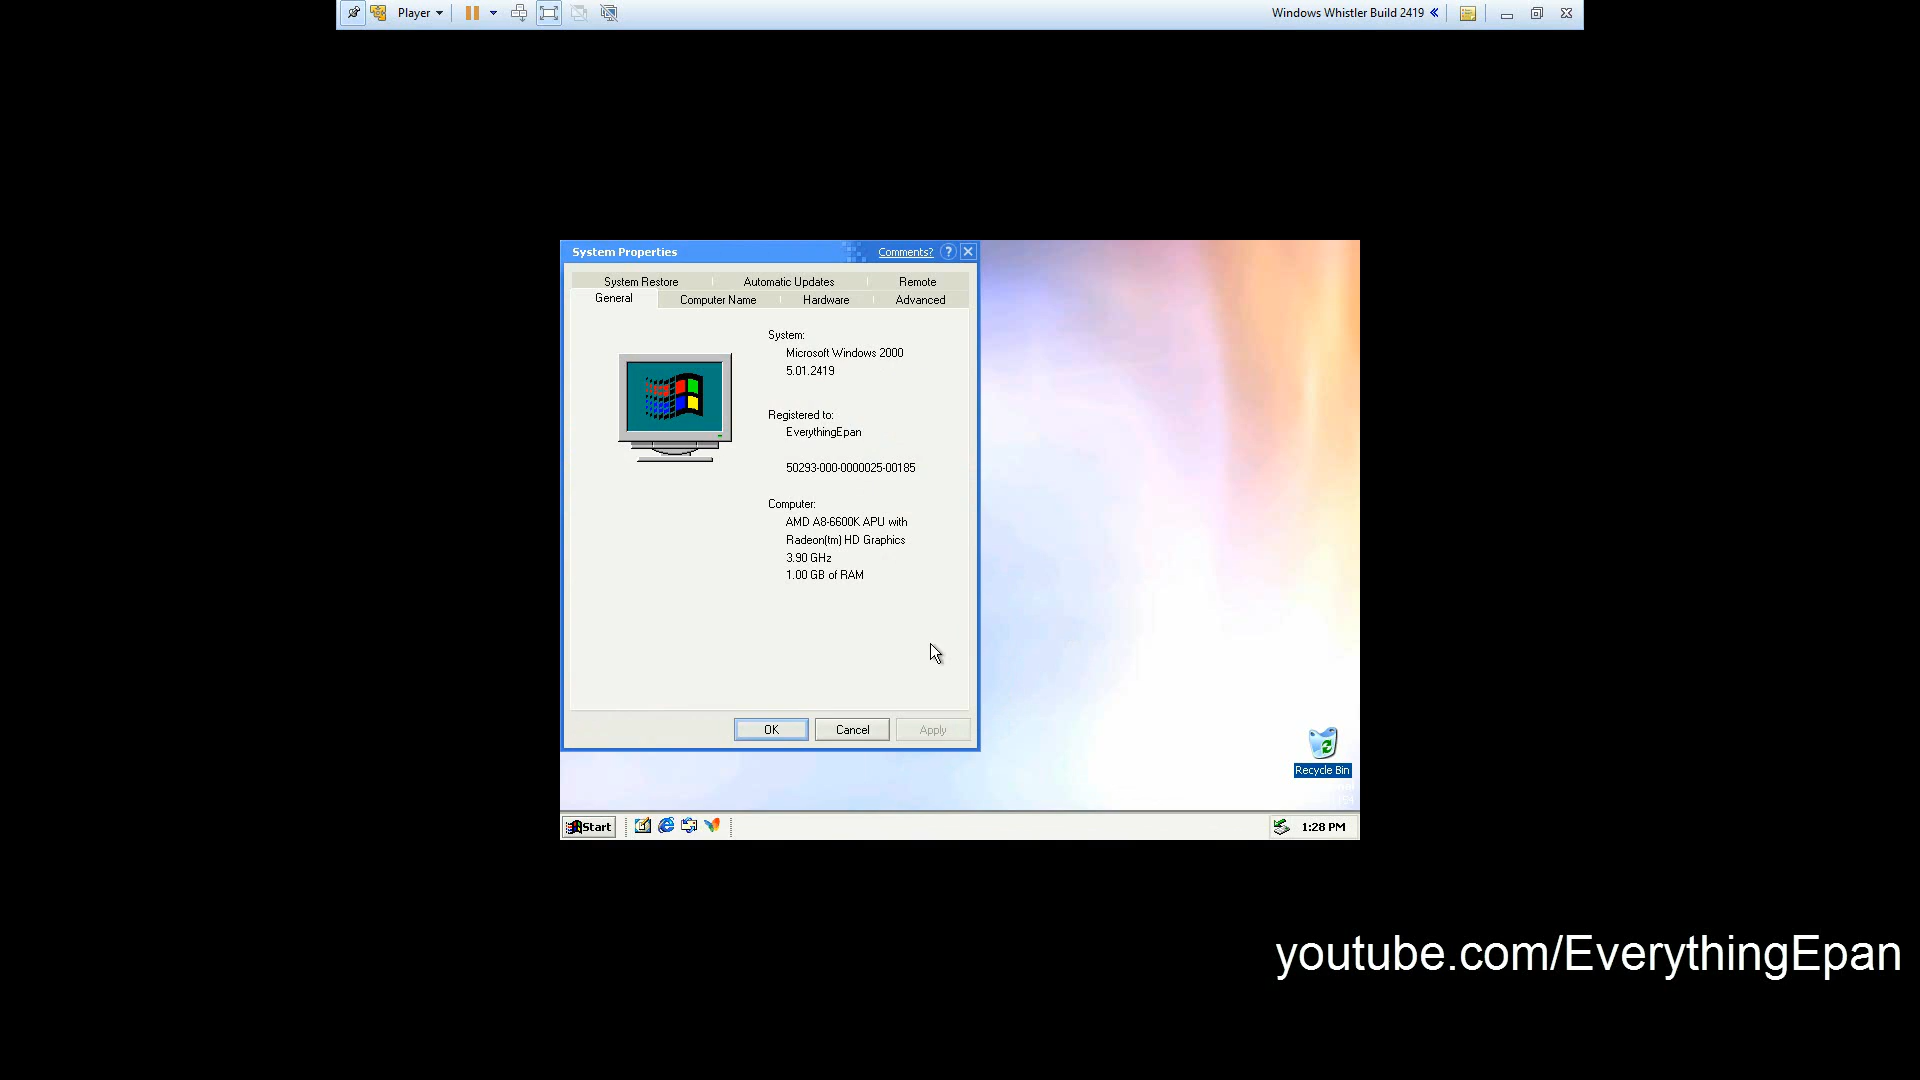 Player
Windows Whistler Build 2419
System Properties
Comments?
System Restore
Automatic Updates
Remote
General
Computer Name
Hardware
Advanced
System:
Microsoft Windows 2000
5.01.2419
Registered to:
EverythingEpan
50293-000-0000025-00185
Computer:
AMD A8-6600K APU with
Radeon(tm) HD Graphics
3.90 GHz
1.00 GB of RAM
OK
Cancel
Apply
Recycle Bin
Start
1:28 PM
youtube.com/EverythingEpan